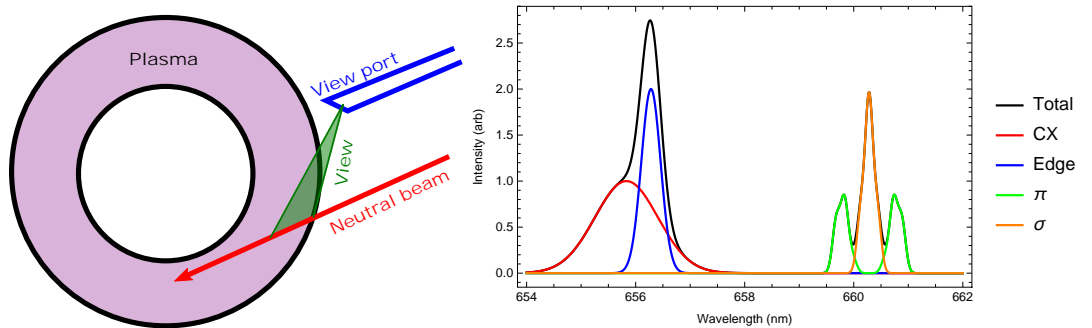 Plasma
View port
View
Neutral beam
Intensity (arb)
2.5
2.0
1.5
1.0
0.5
0.0
654
656
658
660
662
Wavelength (nm)
Total
CX
Edge
π
σ